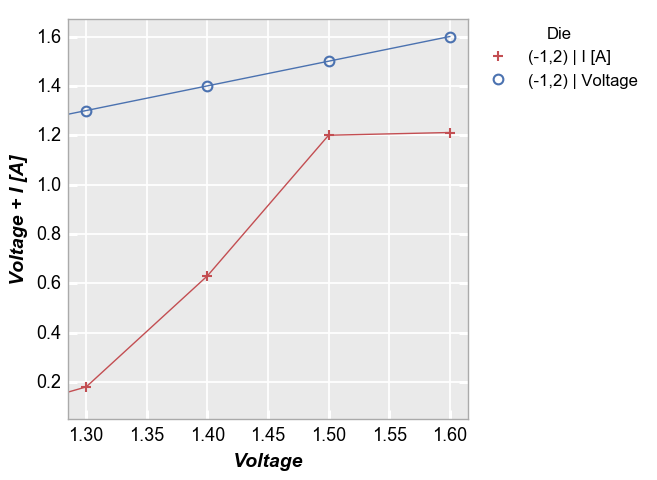 Die
(-1,2) | I [A]
(-1,2) | Voltage
Voltage + I [A]
1.6
1.4
1.2
1.0
0.8
0.6
0.4
0.2
1.30 1.35 1.40 1.45 1.50 1.55 1.60
Voltage